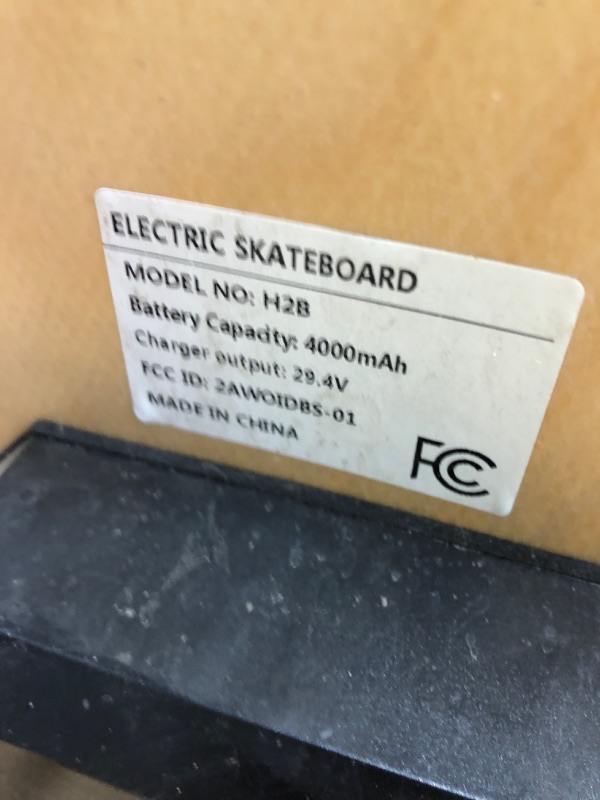 ELECTRIC SKATEBOARD
MODEL NO: H2B
Battery Capacity: 4000mAh
Charger output: 29.4V
FCC ID: 2AWOIDBS-01
MADE IN CHINA
FC